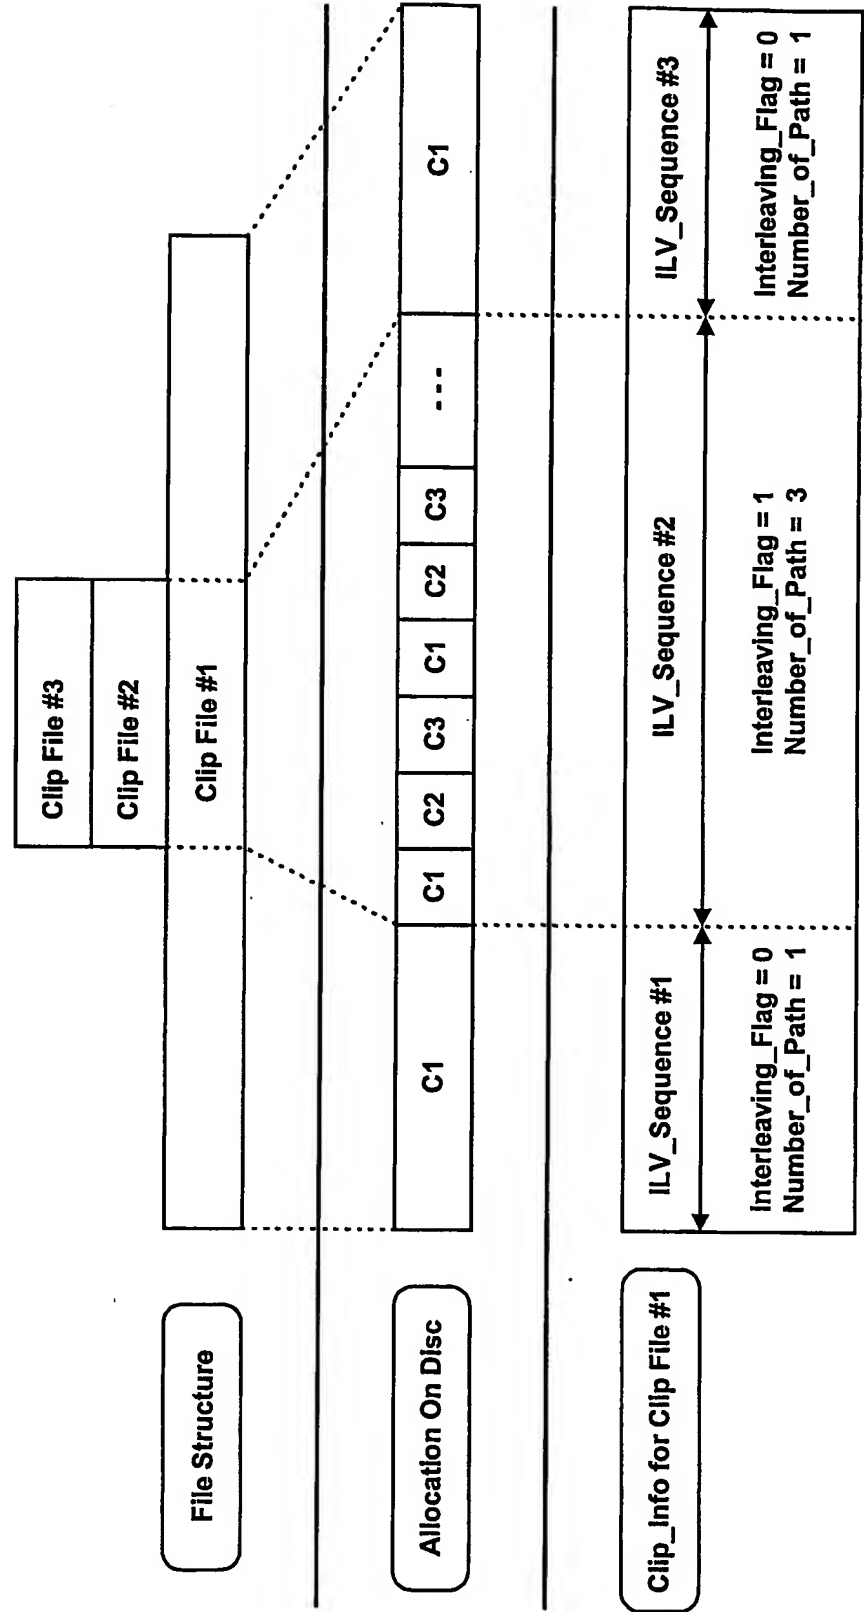 File Structure
Clip File #3
Clip File #2
Clip File #1
Allocation On Disc
C1
C1
C2
C3
C1
C2
C3
---
C1
Clip_Info for Clip File #1
ILV_Sequence #1
Interleaving_Flag = 0
Number_of_Path = 1
ILV_Sequence #2
Interleaving_Flag = 1
Number_of_Path = 3
ILV_Sequence #3
Interleaving_Flag = 0
Number_of_Path = 1